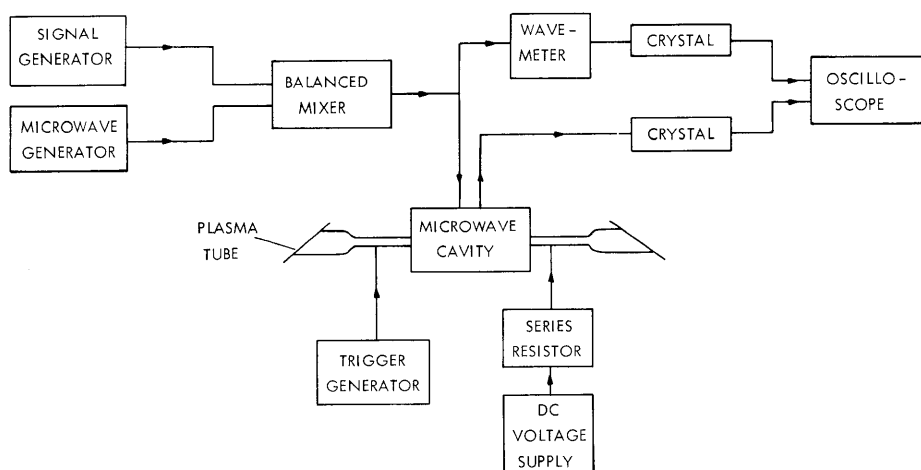 SIGNAL
GENERATOR
MICROWAVE
GENERATOR
BALANCED
MIXER
WAVE-
METER
CRYSTAL
OSCILLO-
SCOPE
CRYSTAL
PLASMA
TUBE
MICROWAVE
CAVITY
TRIGGER
GENERATOR
SERIES
RESISTOR
DC
VOLTAGE
SUPPLY